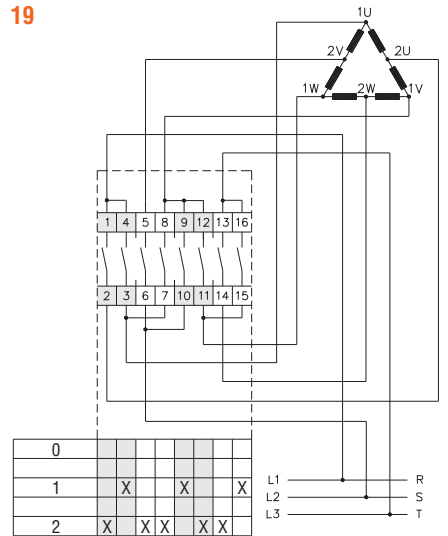 19
1U
2V 2U
1W 2W 1V
1 4 5 8 9 12 13 16
2 3 6 7 10 11 14 15
0
1 X X X
2 X X X X X
L1 R
L2 S
L3 T